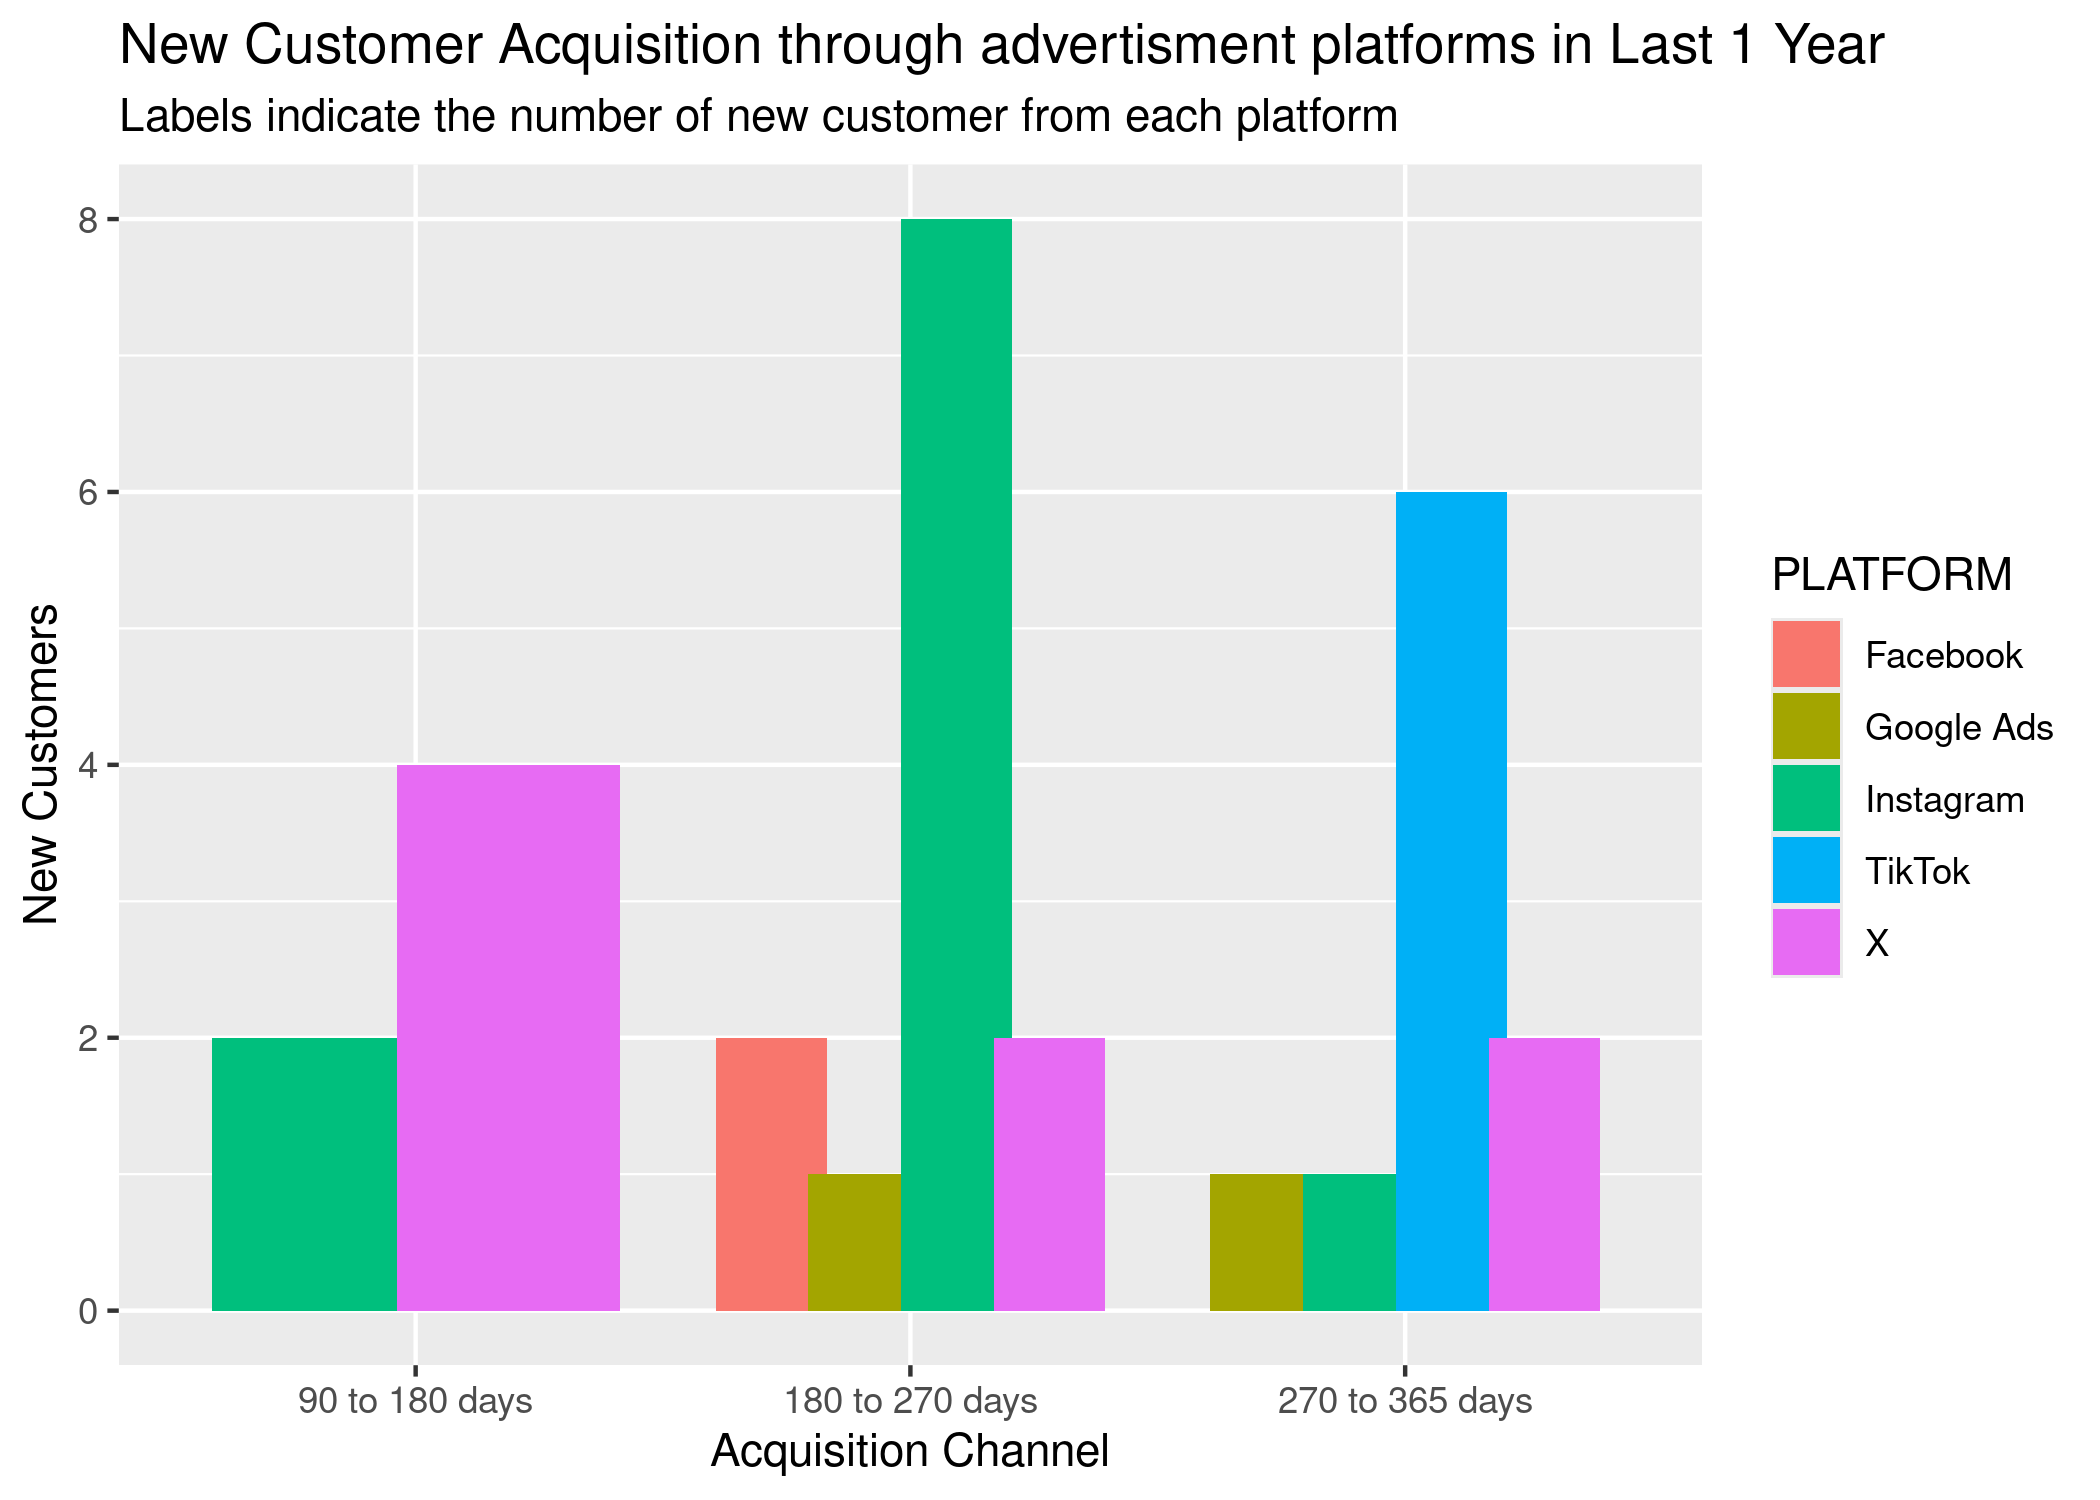 New Customer Acquisition through advertisment platforms in Last 1 Year
Labels indicate the number of new customer from each platform
8
6
4
2
0
New Customers
90 to 180 days
180 to 270 days
270 to 365 days
Acquisition Channel
PLATFORM
Facebook
Google Ads
Instagram
TikTok
X